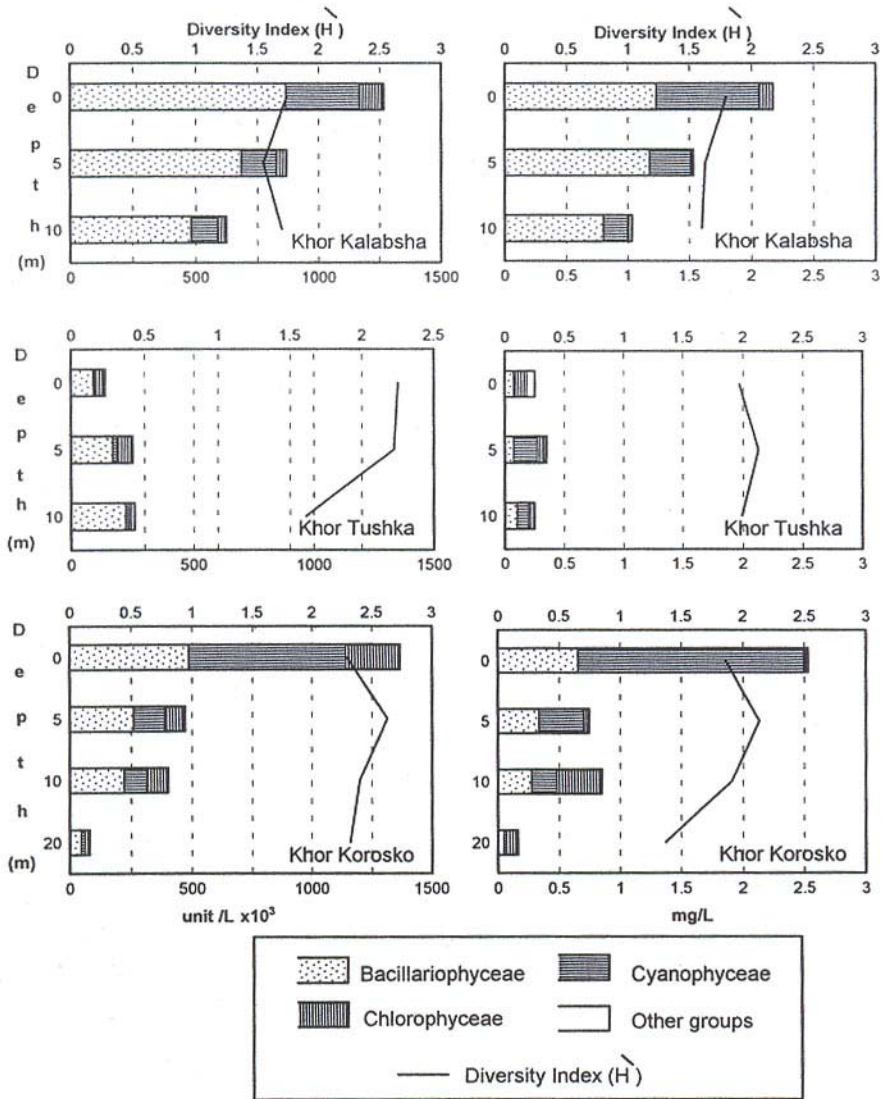 Diversity Index (H̀)
Diversity Index (H̀)
0 0.5 1 1.5 2 2.5 3
0 0.5 1 1.5 2 2.5 3
D e p t h (m)
0
5
10
Khor Kalabsha
0 500 1000 1500
0
5
10
Khor Kalabsha
0 0.5 1 1.5 2 2.5 3
0 0.5 1 1.5 2 2.5
0 0.5 1 1.5 2 2.5 3
D e p t h (m)
0
5
10
Khor Tushka
0 500 1000 1500
0
5
10
Khor Tushka
0 0.5 1 1.5 2 2.5 3
0 0.5 1 1.5 2 2.5 3
0 0.5 1 1.5 2 2.5 3
D e p t h (m)
0
5
10
20
Khor Korosko
0 500 1000 1500
unit /L x10³
0
5
10
20
Khor Korosko
0 0.5 1 1.5 2 2.5 3
mg/L
Bacillariophyceae
Cyanophyceae
Chlorophyceae
Other groups
Diversity Index (H̀)